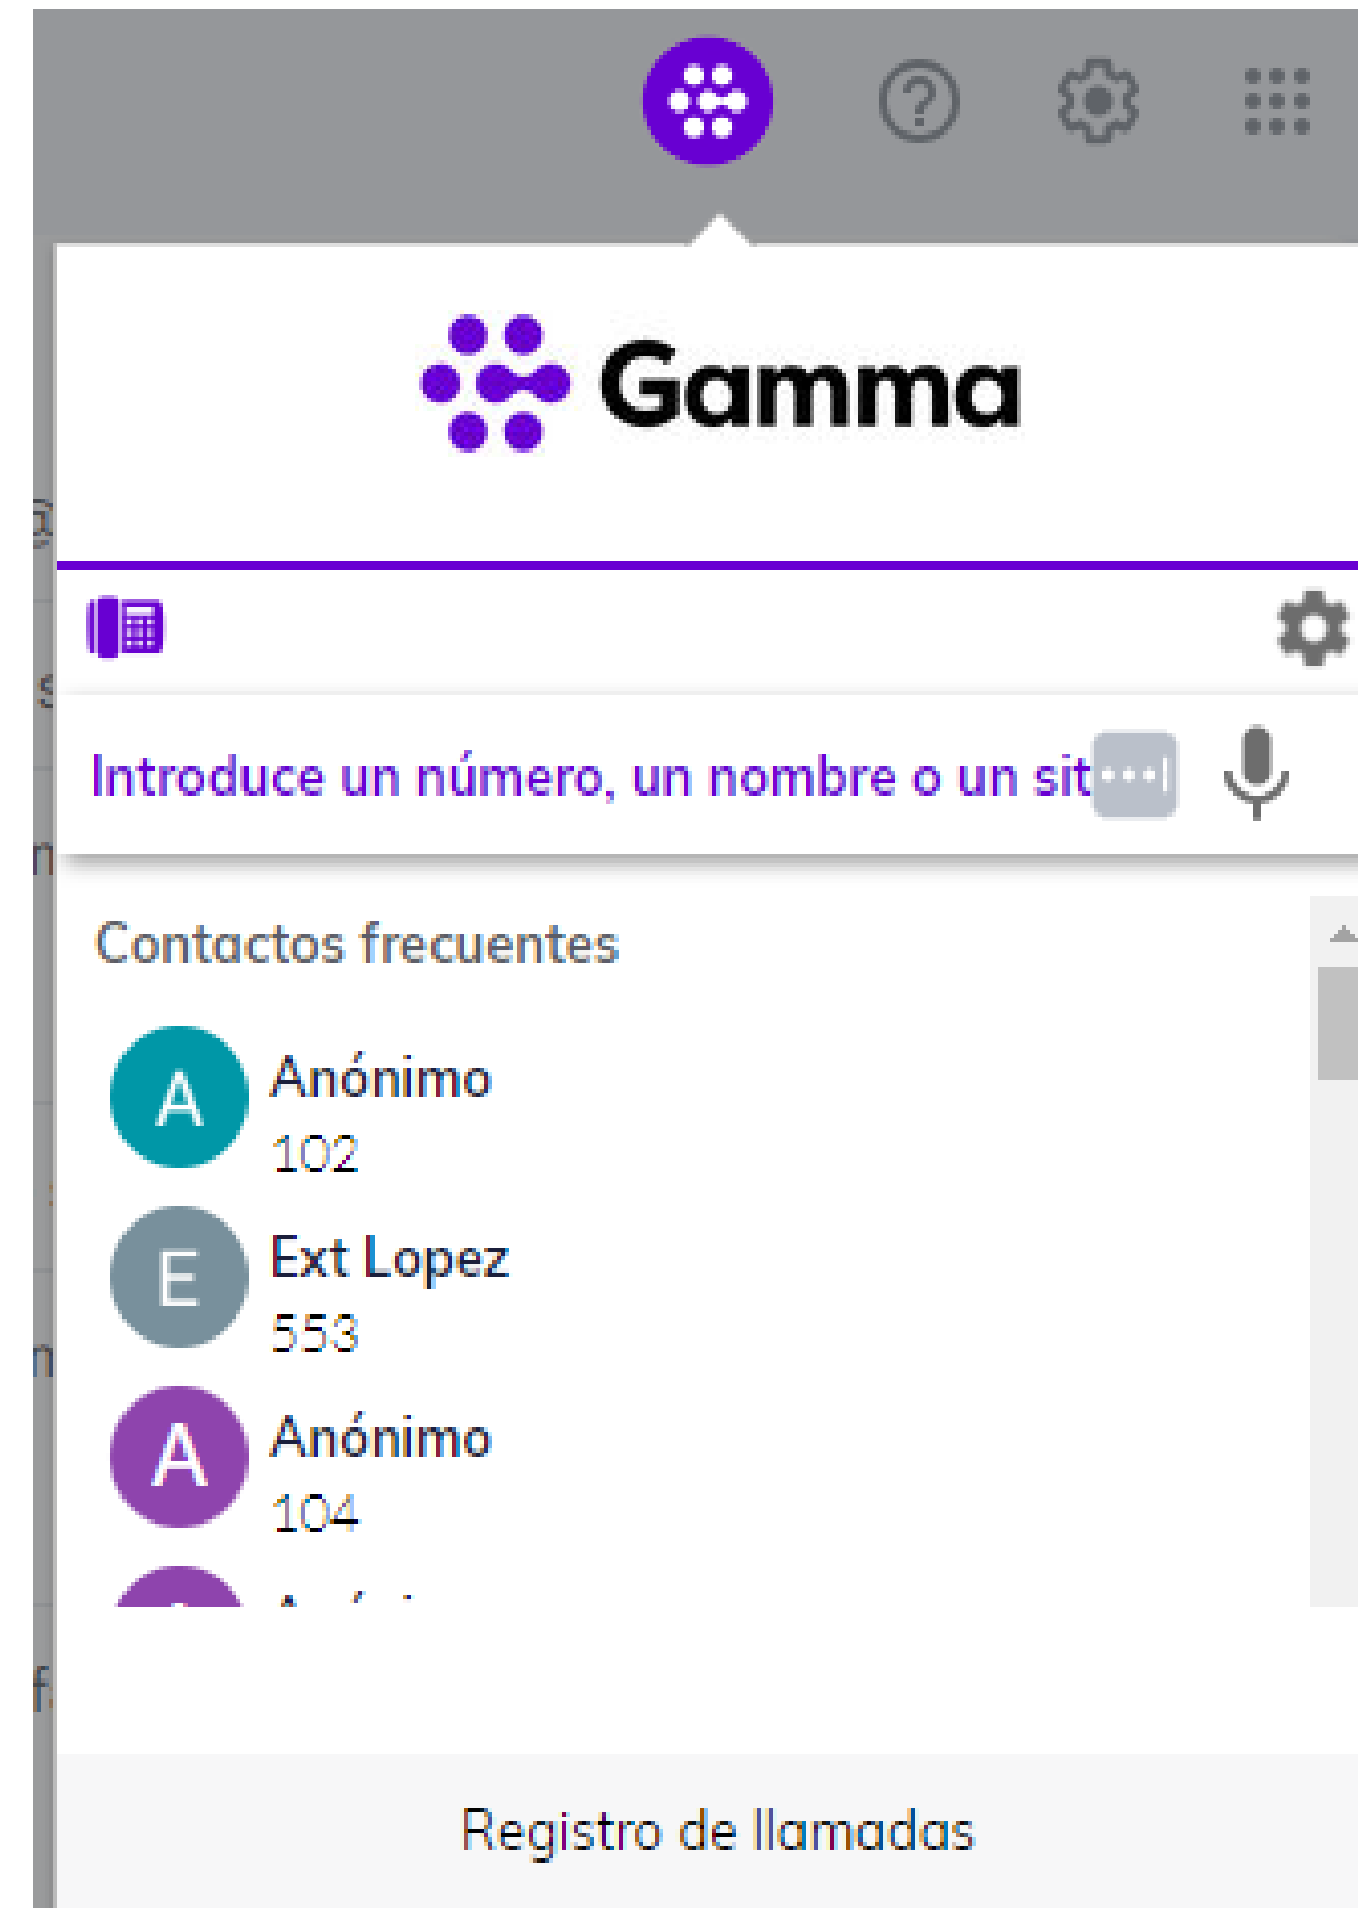 Gamma
Introduce un número, un nombre o un sit
Contactos frecuentes
A
Anónimo
102
E
Ext Lopez
553
A
Anónimo
104
Registro de llamadas